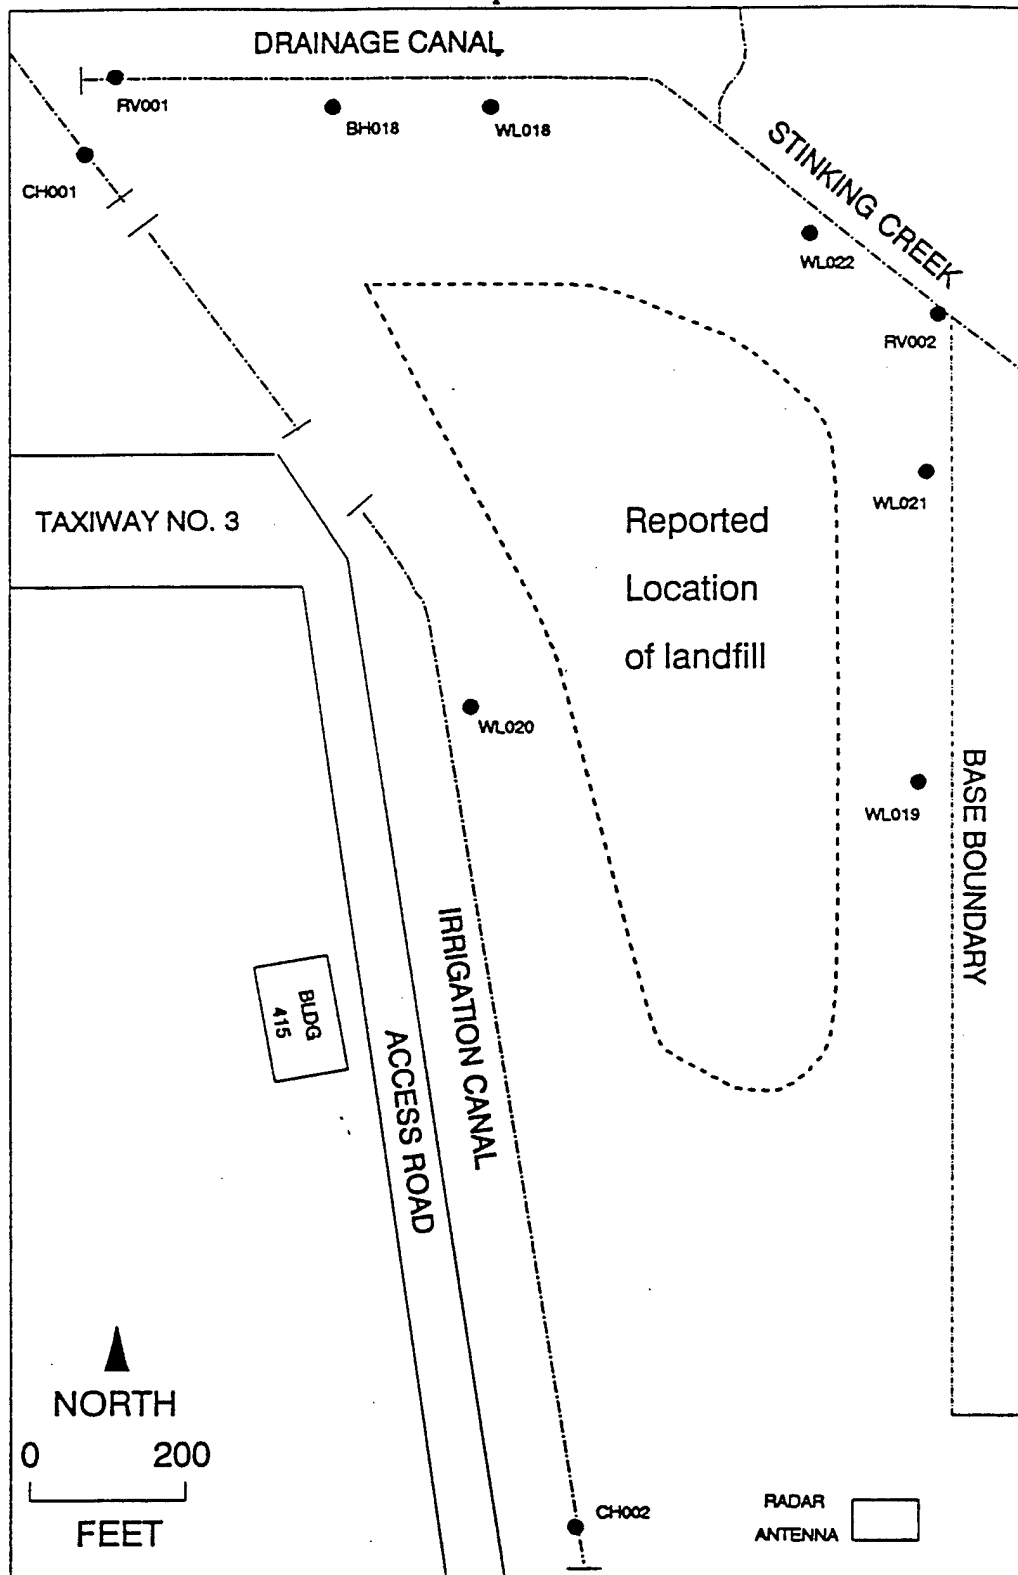 DRAINAGE CANAL
RV001
BH018
WL018
CH001
STINKING CREEK
WL022
RV002
TAXIWAY NO. 3
Reported
Location
of landfill
WL021
WL020
WL019
BASE BOUNDARY
IRRIGATION CANAL
BLDG
415
ACCESS ROAD
NORTH
0 200
FEET
CH002
RADAR
ANTENNA